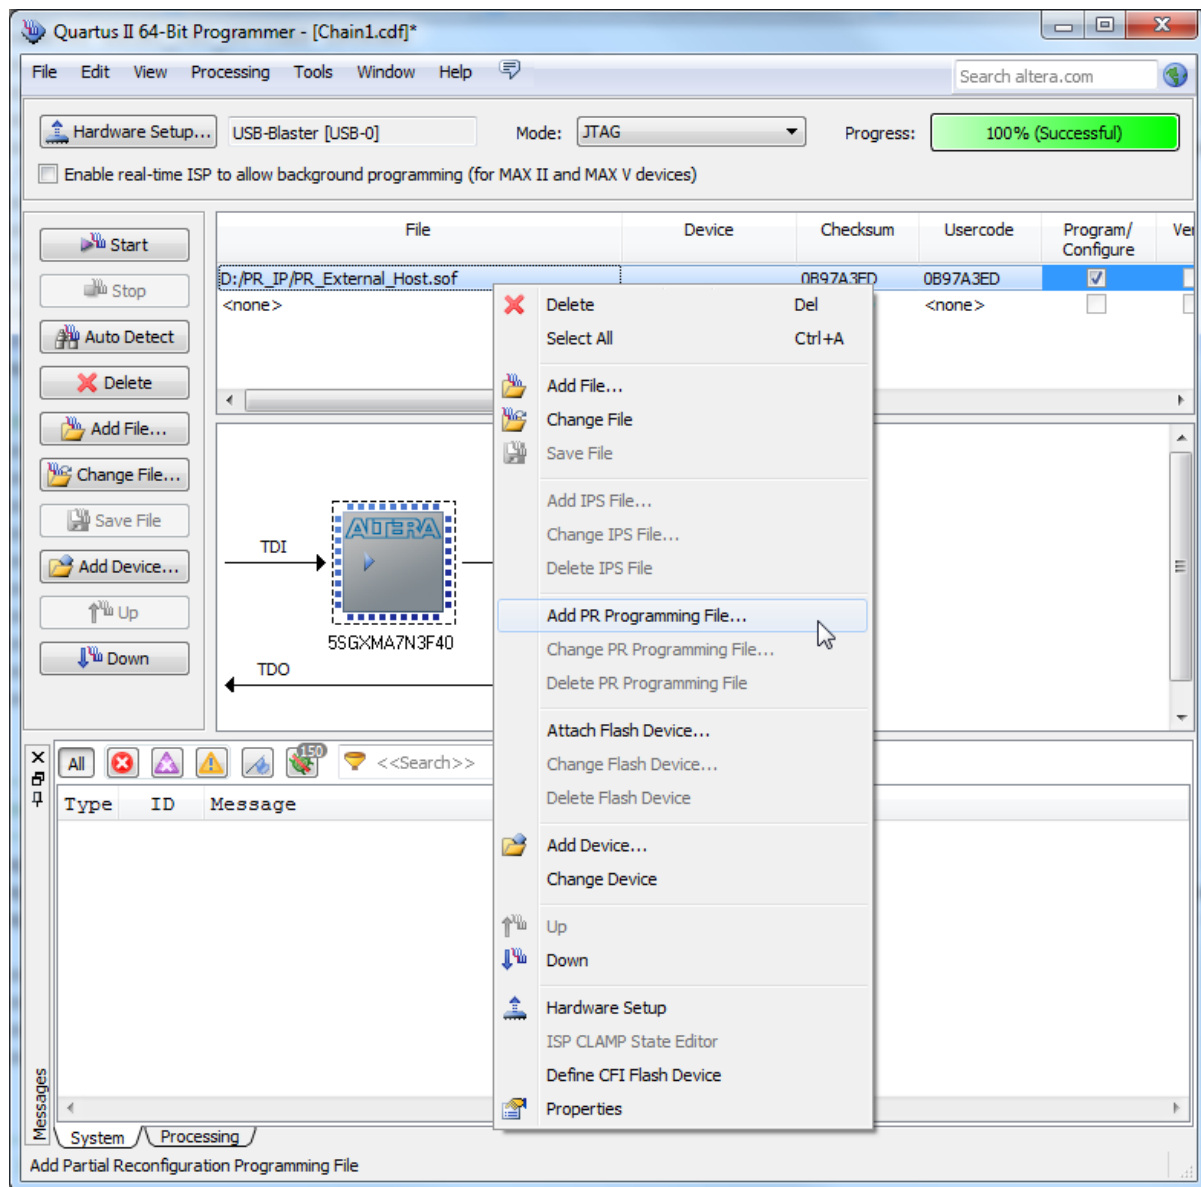 Quartus II 64-Bit Programmer - [Chain1.cdf]*
File Edit View Processing Tools Window Help
Search altera.com
Hardware Setup... USB-Blaster [USB-0] Mode: JTAG Progress: 100% (Successful)
Enable real-time ISP to allow background programming (for MAX II and MAX V devices)
Start
Stop
Auto Detect
Delete
Add File...
Change File...
Save File
Add Device...
Up
Down
File Device Checksum Usercode Program/ Configure Ver
D:/PR_IP/PR_External_Host.sof 0B97A3ED 0B97A3ED
<none> <none>
TDI
ALTERA
5SGXMA7N3F40
TDO
Delete Del
Select All Ctrl+A
Add File...
Change File
Save File
Add IPS File...
Change IPS File...
Delete IPS File
Add PR Programming File...
Change PR Programming File...
Delete PR Programming File
Attach Flash Device...
Change Flash Device...
Delete Flash Device
Add Device...
Change Device
Up
Down
Hardware Setup
ISP CLAMP State Editor
Define CFI Flash Device
Properties
All 150 <<Search>>
Type ID Message
Messages
System Processing
Add Partial Reconfiguration Programming File